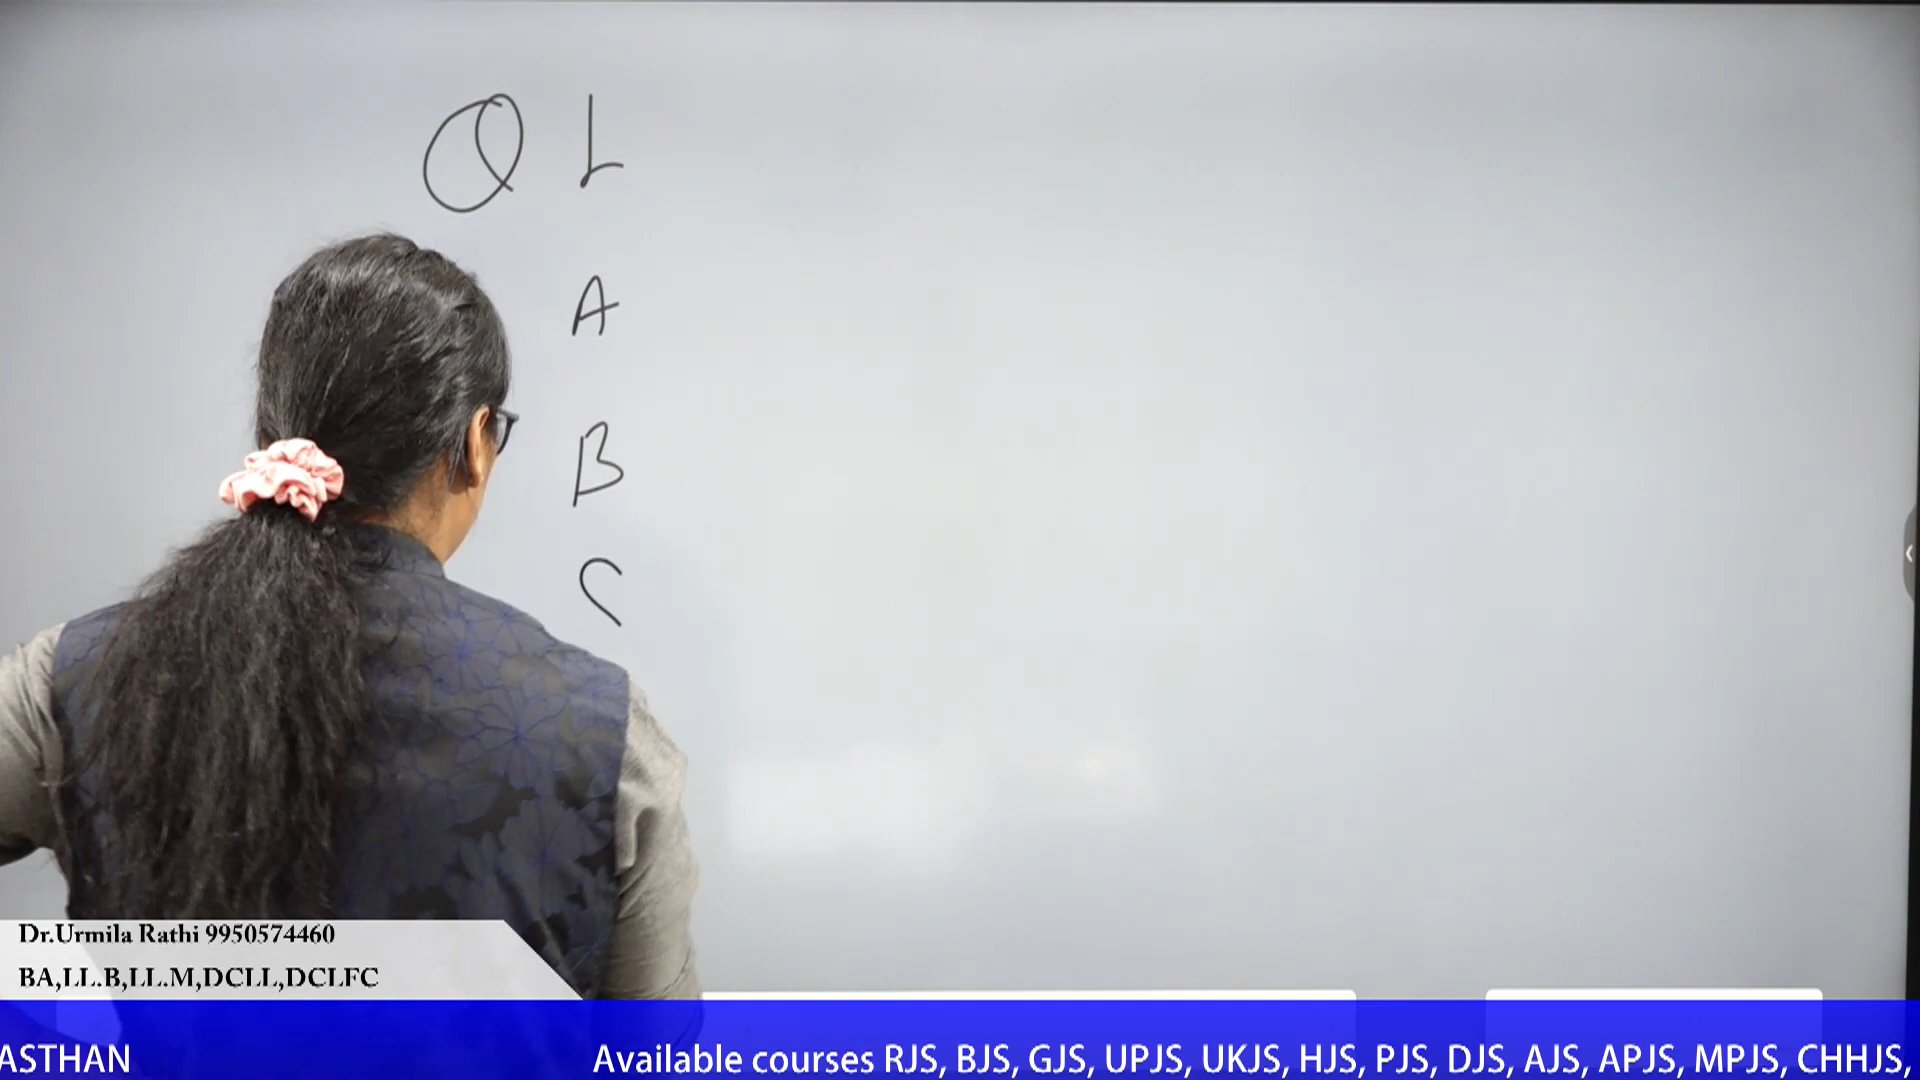 Q L
A
B
C
Dr.Urmila Rathi 9950574460
BA,LL.B,LL.M,DCLL,DCLFC
ASTHAN Available courses RJS, BJS, GJS, UPJS, UKJS, HJS, PJS, DJS, AJS, APJS, MPJS, CHHJS,